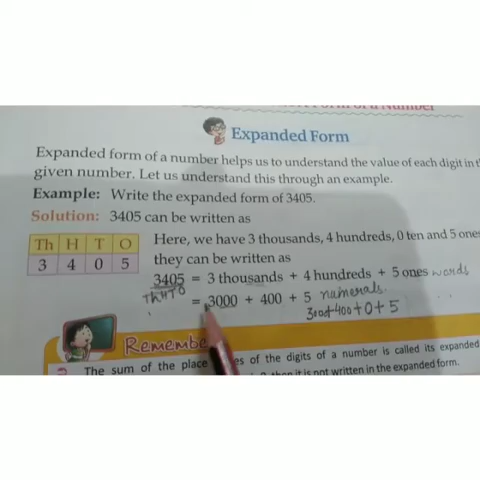 Form of a Number
Expanded Form
Expanded form of a number helps us to understand the value of each digit in
given number. Let us understand this through an example.
Example: Write the expanded form of 3405.
Solution: 3405 can be written as
Th H T O
3 4 0 5
Here, we have 3 thousands, 4 hundreds, 0 ten and 5 ones
they can be written as
3405 = 3 thousands + 4 hundreds + 5 ones words
Th H T O
= 3000 + 400 + 5 numerals.
3000+400+0+5
Remembe
The sum of the place of the digits of a number is called its expanded
then it is not written in the expanded form.